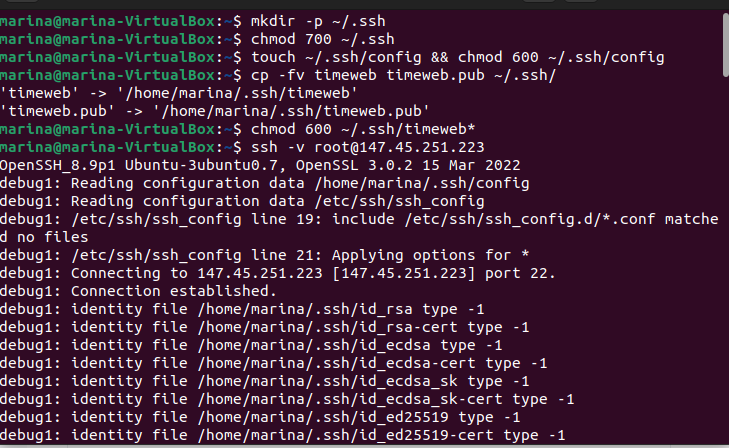 marina@marina-VirtualBox:~$ mkdir -p ~/.ssh
marina@marina-VirtualBox:~$ chmod 700 ~/.ssh
marina@marina-VirtualBox:~$ touch ~/.ssh/config && chmod 600 ~/.ssh/config
marina@marina-VirtualBox:~$ cp -fv timeweb timeweb.pub ~/.ssh/
'timeweb' -> '/home/marina/.ssh/timeweb'
'timeweb.pub' -> '/home/marina/.ssh/timeweb.pub'
marina@marina-VirtualBox:~$ chmod 600 ~/.ssh/timeweb*
marina@marina-VirtualBox:~$ ssh -v root@147.45.251.223
OpenSSH_8.9p1 Ubuntu-3ubuntu0.7, OpenSSL 3.0.2 15 Mar 2022
debug1: Reading configuration data /home/marina/.ssh/config
debug1: Reading configuration data /etc/ssh/ssh_config
debug1: /etc/ssh/ssh_config line 19: include /etc/ssh/ssh_config.d/*.conf matche
d no files
debug1: /etc/ssh/ssh_config line 21: Applying options for *
debug1: Connecting to 147.45.251.223 [147.45.251.223] port 22.
debug1: Connection established.
debug1: identity file /home/marina/.ssh/id_rsa type -1
debug1: identity file /home/marina/.ssh/id_rsa-cert type -1
debug1: identity file /home/marina/.ssh/id_ecdsa type -1
debug1: identity file /home/marina/.ssh/id_ecdsa-cert type -1
debug1: identity file /home/marina/.ssh/id_ecdsa_sk type -1
debug1: identity file /home/marina/.ssh/id_ecdsa_sk-cert type -1
debug1: identity file /home/marina/.ssh/id_ed25519 type -1
debug1: identity file /home/marina/.ssh/id_ed25519-cert type -1